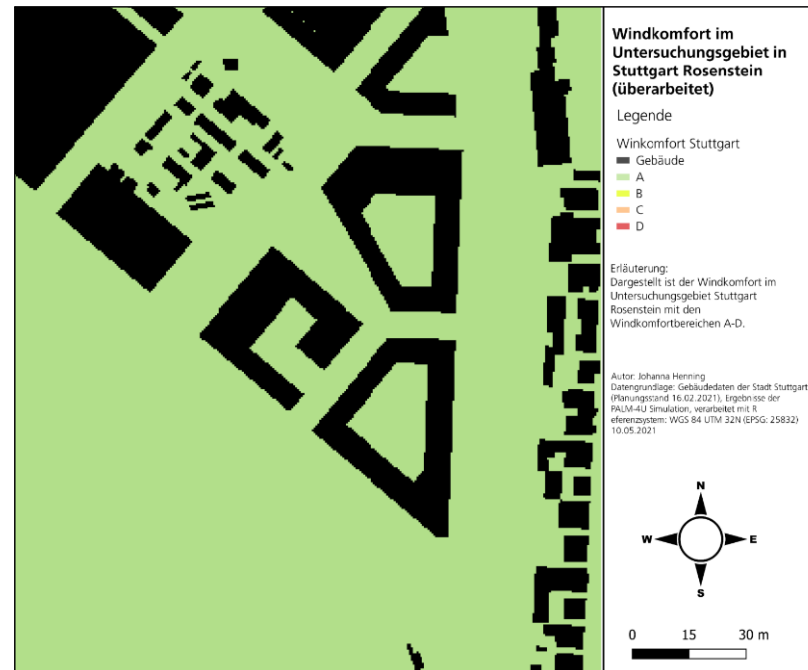 Windkomfort im
Untersuchungsgebiet in
Stuttgart Rosenstein
(überarbeitet)
Legende
Winkomfort Stuttgart
Gebäude
A
B
C
D
Erläuterung:
Dargestellt ist der Windkomfort im
Untersuchungsgebiet Stuttgart
Rosenstein mit den
Windkomfortbereichen A-D.
Autor: Johanna Henning
Datengrundlage: Gebäudedaten der Stadt Stuttgart
(Planungsstand 16.02.2021), Ergebnisse der
PALM-4U Simulation, verarbeitet mit R
eferenzsystem: WGS 84 UTM 32N (EPSG: 25832)
10.05.2021
N
W E
S
0 15 30 m